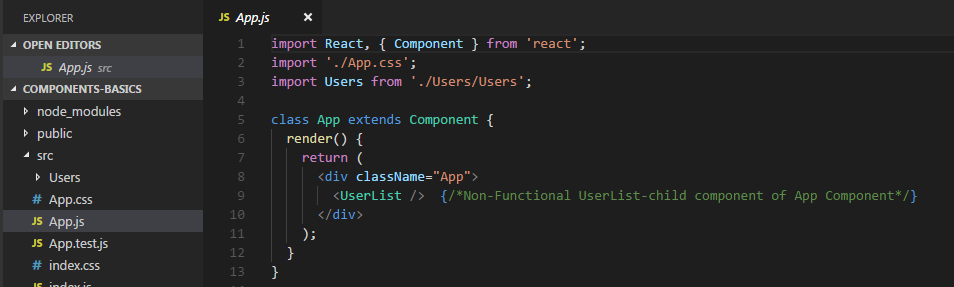 EXPLORER
OPEN EDITORS
JS App.js src
COMPONENTS-BASICS
node_modules
public
src
Users
# App.css
JS App.js
JS App.test.js
# index.css
JS index.js
JS App.js ×
1 import React, { Component } from 'react';
2 import './App.css';
3 import Users from './Users/Users';
4
5 class App extends Component {
6 render() {
7 return (
8 <div className="App">
9 <UserList /> {/*Non-Functional UserList-child component of App Component*/}
10 </div>
11 );
12 }
13 }